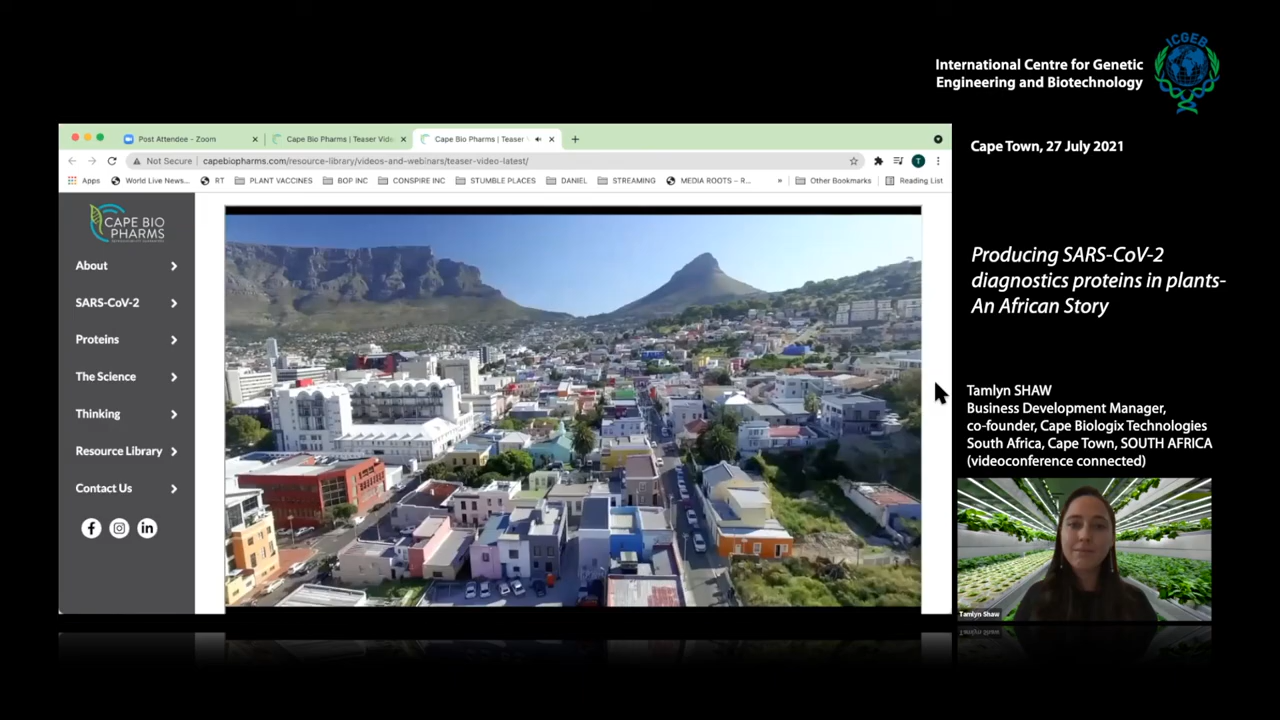 International Centre for Genetic
Engineering and Biotechnology
ICGEB
Post Attendee - Zoom
Cape Bio Pharms | Teaser Vide
Cape Bio Pharms | Teaser
Not Secure
capebiopharms.com/resource-library/videos-and-webinars/teaser-video-latest/
T
Apps
World Live News...
RT
PLANT VACCINES
BOP INC
CONSPIRE INC
STUMBLE PLACES
DANIEL
STREAMING
MEDIA ROOTS – R...
»
Other Bookmarks
Reading List
CAPE BIO
PHARMS
About
SARS-CoV-2
Proteins
The Science
Thinking
Resource Library
Contact Us
Cape Town, 27 July 2021
Producing SARS-CoV-2
diagnostics proteins in plants-
An African Story
Tamlyn SHAW
Business Development Manager,
co-founder, Cape Biologix Technologies
South Africa, Cape Town, SOUTH AFRICA
(videoconference connected)
Tamlyn Shaw